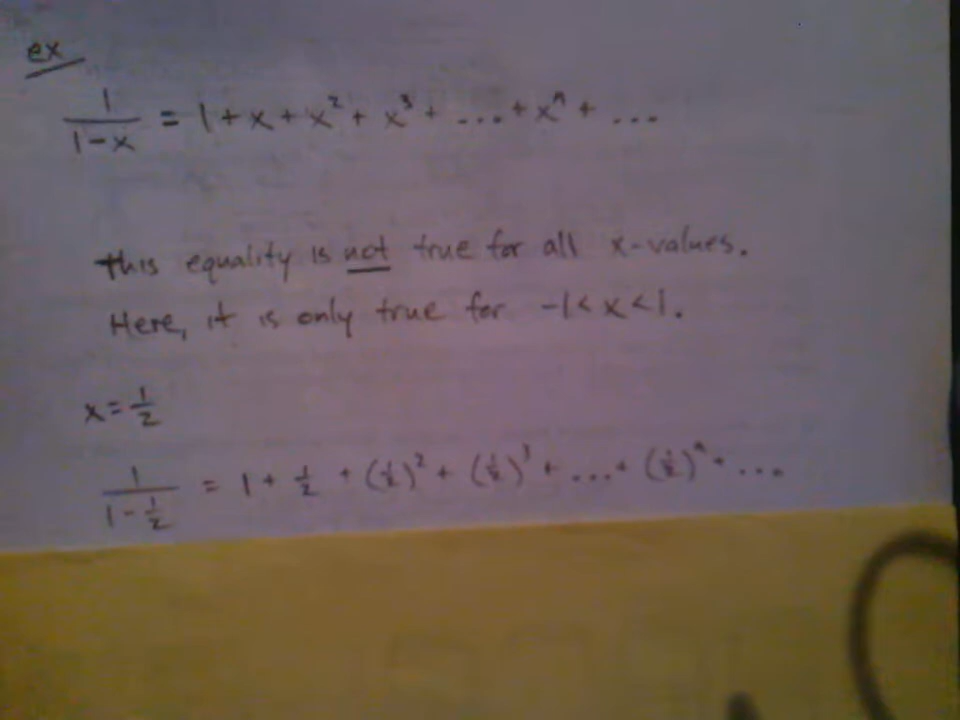 ex
1/(1-x) = 1 + x + x² + x³ + ... + xⁿ + ...
this equality is not true for all x-values.
Here, it is only true for -1 < x < 1.
x = 1/2
1/(1-1/2) = 1 + 1/2 + (1/2)² + (1/2)³ + ... + (1/2)ⁿ + ...